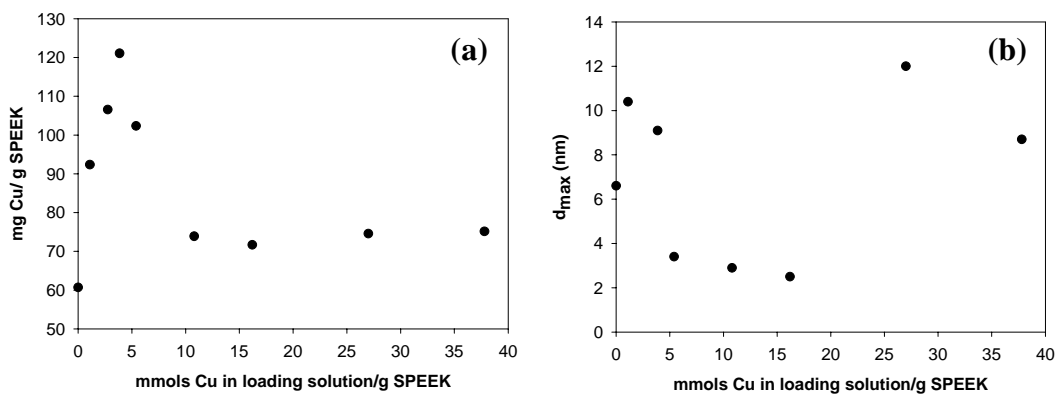 130
120
110
100
90
80
70
60
50
mg Cu/ g SPEEK
(a)
0 5 10 15 20 25 30 35 40
mmols Cu in loading solution/g SPEEK
14
12
10
8
6
4
2
0
dmax (nm)
(b)
0 5 10 15 20 25 30 35 40
mmols Cu in loading solution/g SPEEK